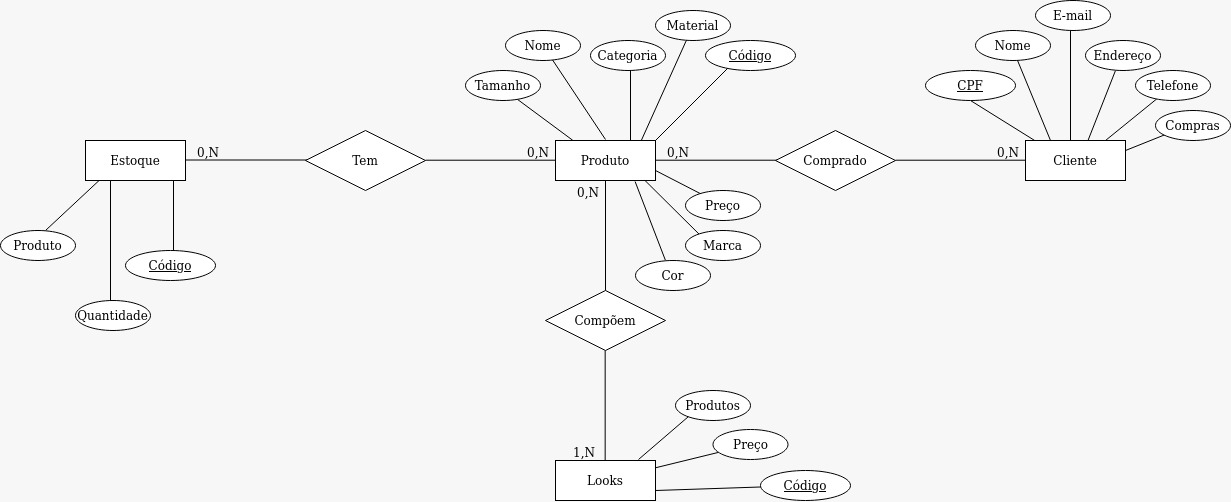 E-mail
Material
Nome
Nome
Categoria
Código
Endereço
Tamanho
CPF
Telefone
Compras
0,N
0,N
0,N
0,N
Estoque
Tem
Produto
Comprado
Cliente
0,N
Preço
Produto
Marca
Código
Cor
Quantidade
Compõem
Produtos
Preço
1,N
Looks
Código